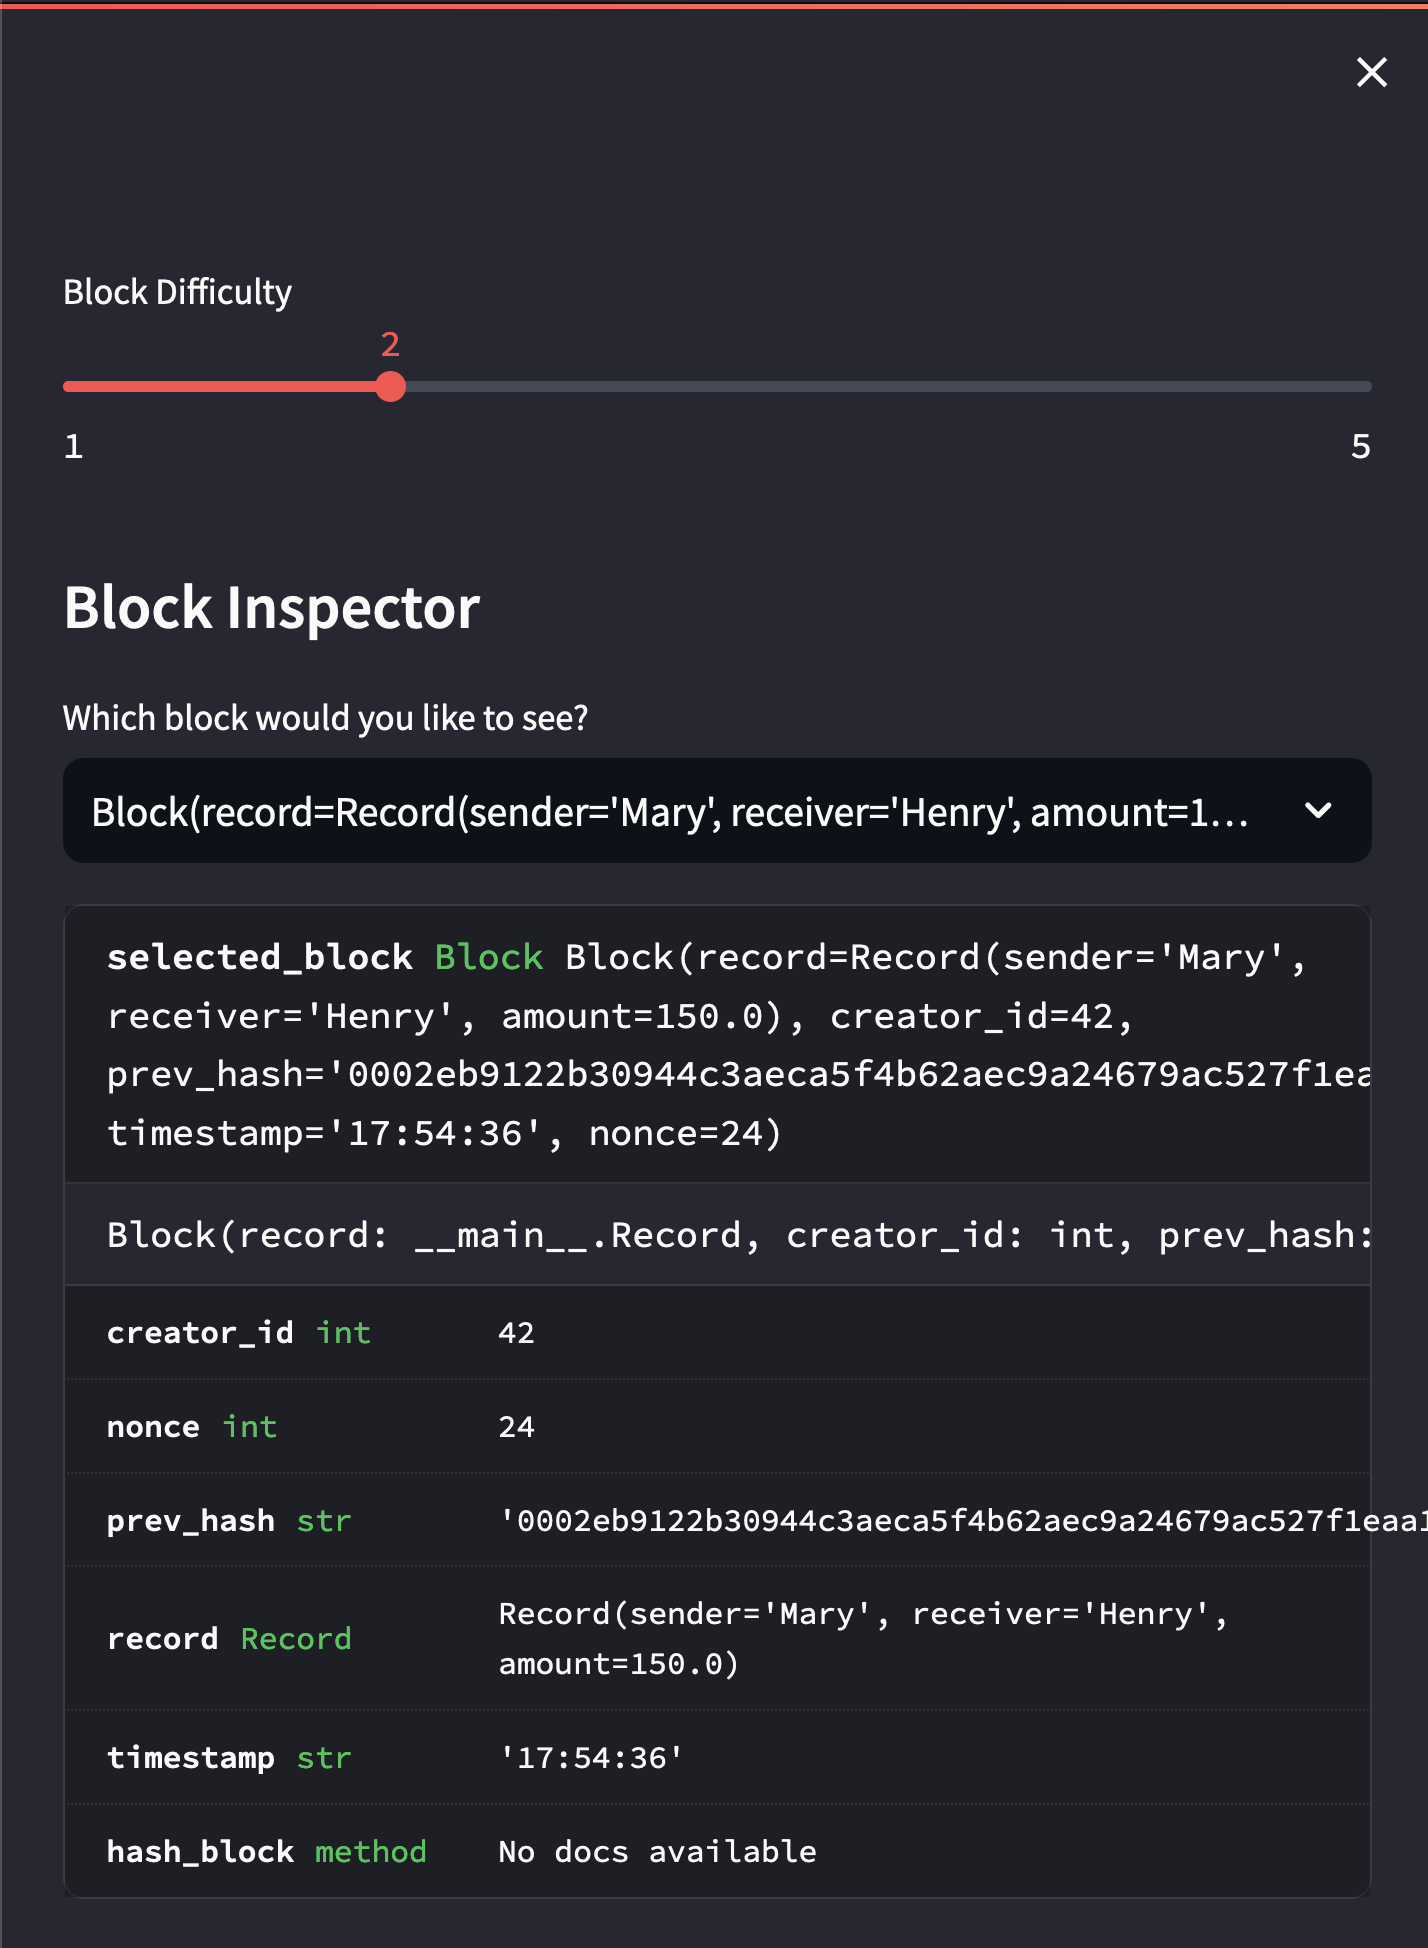 Block Difficulty
2
1 5
Block Inspector
Which block would you like to see?
Block(record=Record(sender='Mary', receiver='Henry', amount=1...
selected_block Block Block(record=Record(sender='Mary',
receiver='Henry', amount=150.0), creator_id=42,
prev_hash='0002eb9122b30944c3aeca5f4b62aec9a24679ac527f1ea
timestamp='17:54:36', nonce=24)
Block(record: __main__.Record, creator_id: int, prev_hash:
creator_id int 42
nonce int 24
prev_hash str '0002eb9122b30944c3aeca5f4b62aec9a24679ac527f1eaa1
record Record Record(sender='Mary', receiver='Henry',
amount=150.0)
timestamp str '17:54:36'
hash_block method No docs available